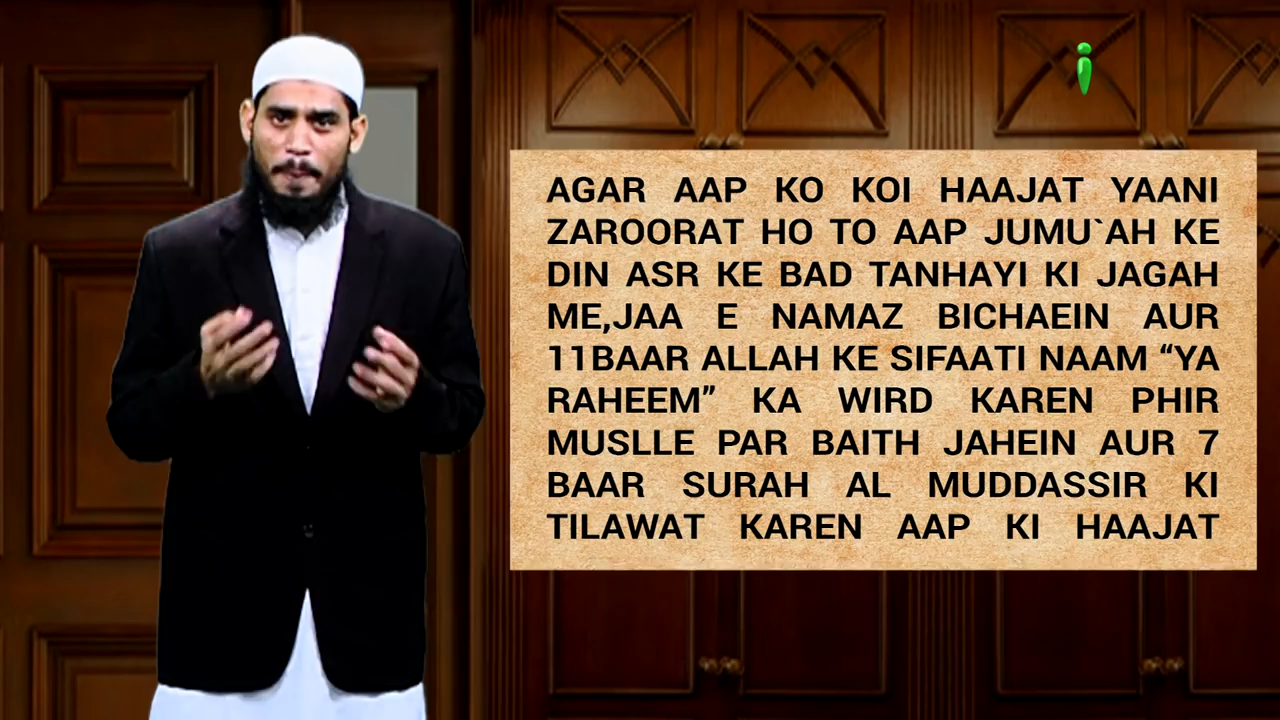 AGAR AAP KO KOI HAAJAT YAANI
ZAROORAT HO TO AAP JUMU`AH KE
DIN ASR KE BAD TANHAYI KI JAGAH
ME,JAA E NAMAZ BICHAEIN AUR
11BAAR ALLAH KE SIFAATI NAAM “YA
RAHEEM” KA WIRD KAREN PHIR
MUSLLE PAR BAITH JAHEIN AUR 7
BAAR SURAH AL MUDDASSIR KI
TILAWAT KAREN AAP KI HAAJAT